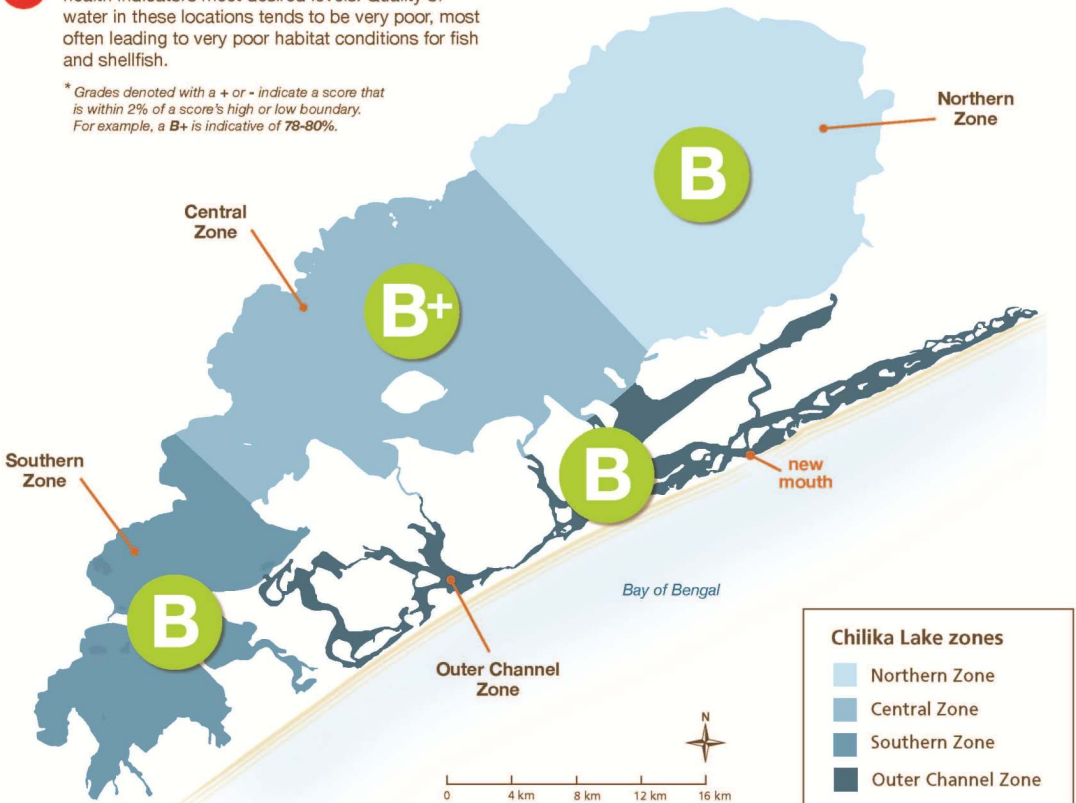 water in these locations tends to be very poor, most
often leading to very poor habitat conditions for fish
and shellfish.
* Grades denoted with a + or - indicate a score that
is within 2% of a score's high or low boundary.
For example, a B+ is indicative of 78-80%.
Northern
Zone
B
Central
Zone
B+
Southern
Zone
B
new
mouth
B
Bay of Bengal
Outer Channel
Zone
N
0 4 km 8 km 12 km 16 km
Chilika Lake zones
Northern Zone
Central Zone
Southern Zone
Outer Channel Zone